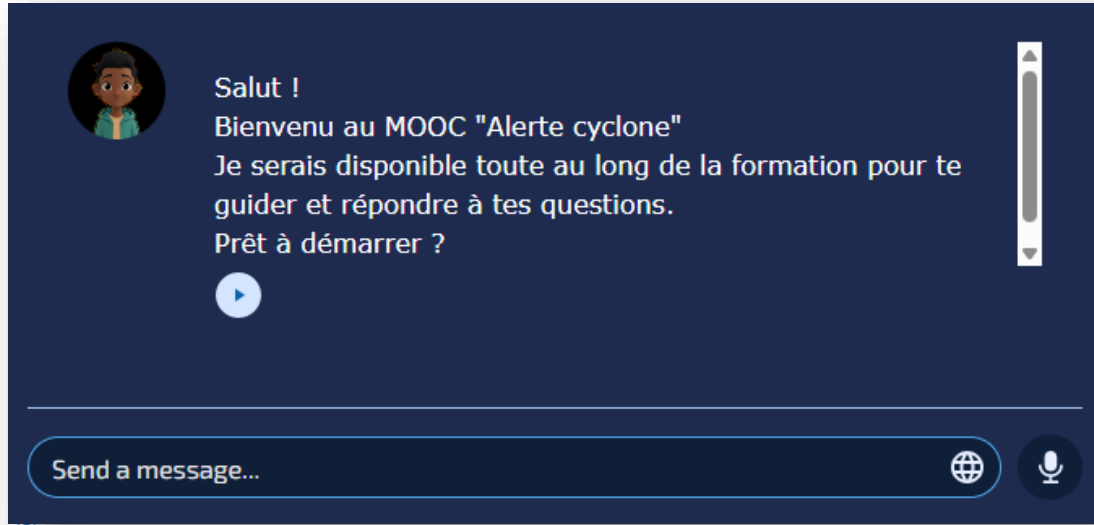 Salut !
Bienvenu au MOOC "Alerte cyclone"
Je serais disponible toute au long de la formation pour te
guider et répondre à tes questions.
Prêt à démarrer ?
Send a message...